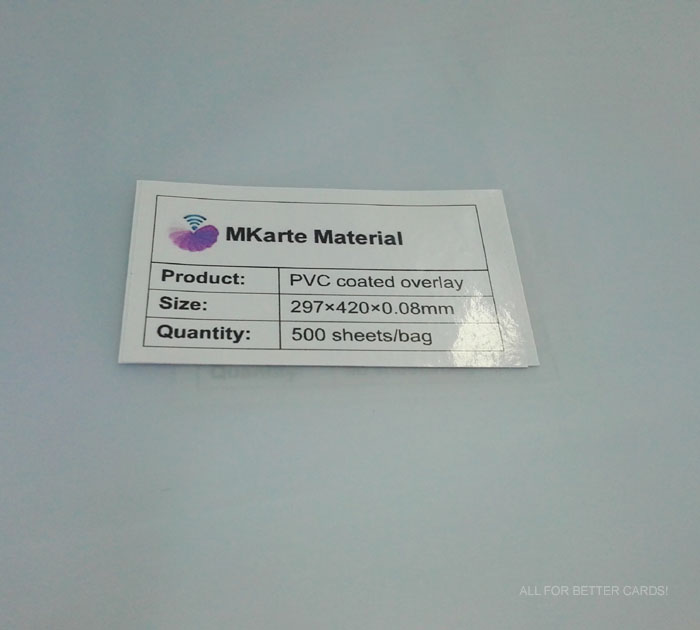 MKarte Material
Product: PVC coated overlay
Size: 297×420×0.08mm
Quantity: 500 sheets/bag
ALL FOR BETTER CARDS!